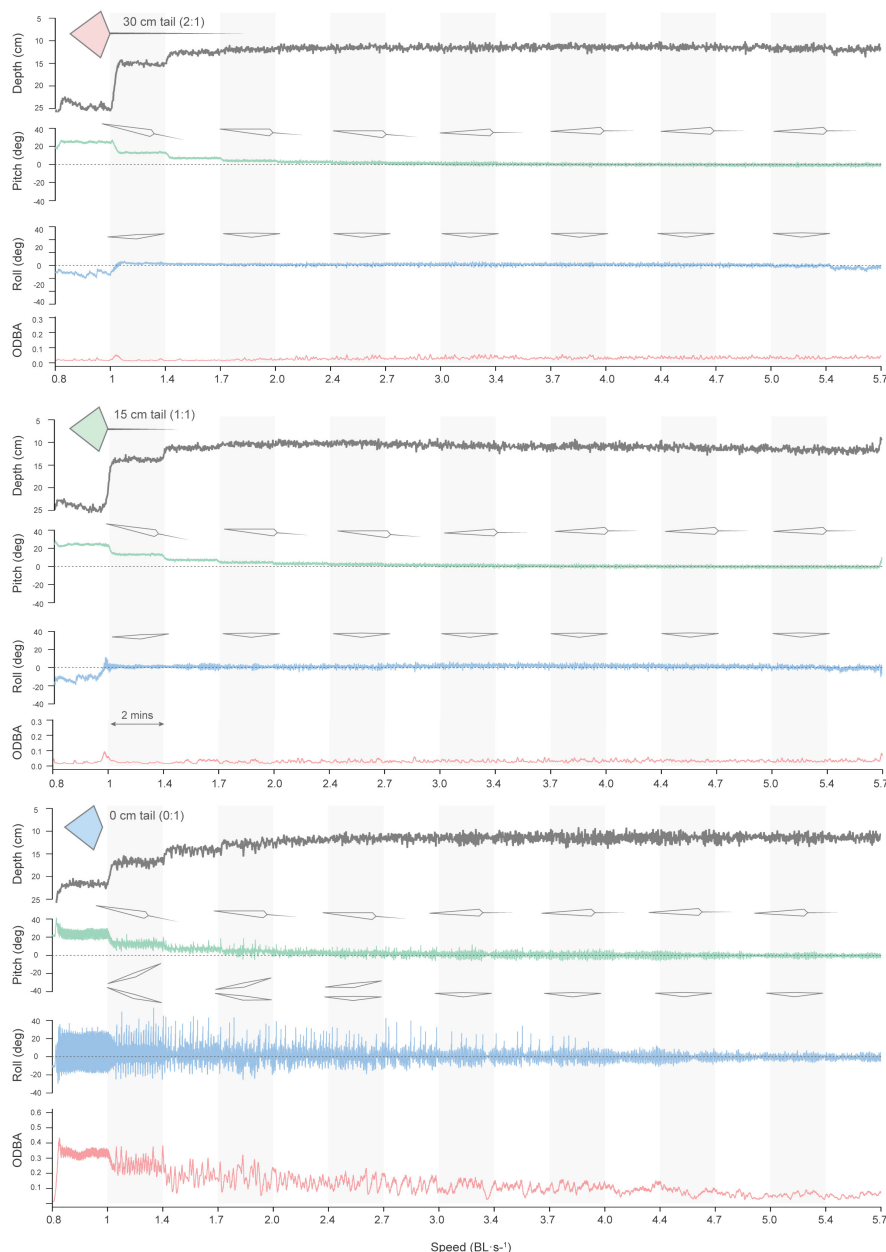 30 cm tail (2:1)
Depth (cm)
5
10
15
20
25
Pitch (deg)
40
20
0
-20
-40
Roll (deg)
40
20
0
-20
-40
ODBA
0.3
0.2
0.1
0.0
0.8 1 1.4 1.7 2.0 2.4 2.7 3.0 3.4 3.7 4.0 4.4 4.7 5.0 5.4 5.7
15 cm tail (1:1)
Depth (cm)
5
10
15
20
25
Pitch (deg)
40
20
0
-20
-40
Roll (deg)
40
20
0
-20
-40
2 mins
ODBA
0.3
0.2
0.1
0.0
0.8 1 1.4 1.7 2.0 2.4 2.7 3.0 3.4 3.7 4.0 4.4 4.7 5.0 5.4 5.7
0 cm tail (0:1)
Depth (cm)
5
10
15
20
25
Pitch (deg)
40
20
0
-20
-40
Roll (deg)
40
20
0
-20
-40
ODBA
0.6
0.5
0.4
0.3
0.2
0.1
0.8 1 1.4 1.7 2.0 2.4 2.7 3.0 3.4 3.7 4.0 4.4 4.7 5.0 5.4 5.7
Speed (BL·s-¹)